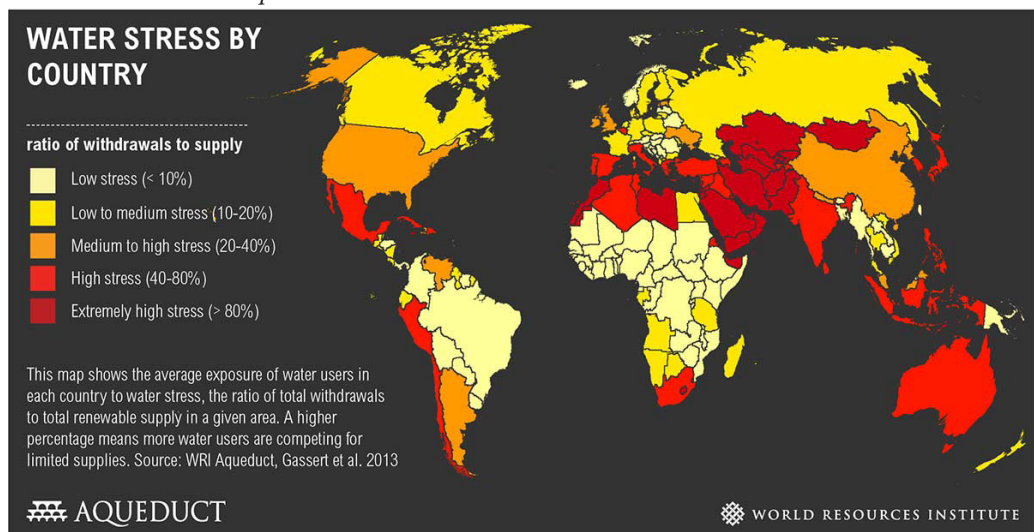 WATER STRESS BY
COUNTRY
ratio of withdrawals to supply
Low stress (< 10%)
Low to medium stress (10-20%)
Medium to high stress (20-40%)
High stress (40-80%)
Extremely high stress (> 80%)
This map shows the average exposure of water users in
each country to water stress, the ratio of total withdrawals
to total renewable supply in a given area. A higher
percentage means more water users are competing for
limited supplies. Source: WRI Aqueduct, Gassert et al. 2013
AQUEDUCT
WORLD RESOURCES INSTITUTE